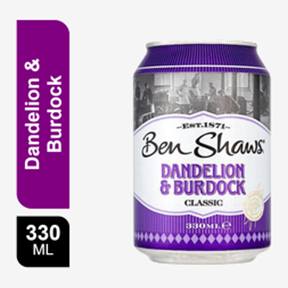 Dandelion &
Burdock
330
ML
EST.1871
Ben Shaws
DANDELION
& BURDOCK
CLASSIC
330ML℮